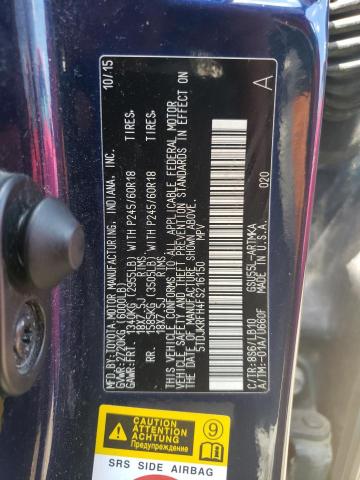 MFD.BY: TOYOTA MOTOR MANUFACTURING, INDIANA, INC. 10/15
GVWR:2720KG (6000LB)
GAWR:FRT. 1340KG (2955LB) WITH P245/60R18 TIRES,
18X7.5J RIMS
RR. 1585KG (3505LB) WITH P245/60R18 TIRES,
18X7.5J RIMS
THIS VEHICLE CONFORMS TO ALL APPLICABLE FEDERAL MOTOR
VEHICLE SAFETY AND THEFT PREVENTION STANDARDS IN EFFECT
ON THE DATE OF MANUFACTURE SHOWN ABOVE.
5TDJKRFH4FS216150 MPV
A
C/TR:8S6/LB10 GSU55L-ARTMKA 020
A/TM:-01A/U660F MADE IN U.S.A.
CAUTION
ATTENTION
ACHTUNG
9
SRS SIDE AIRBAG